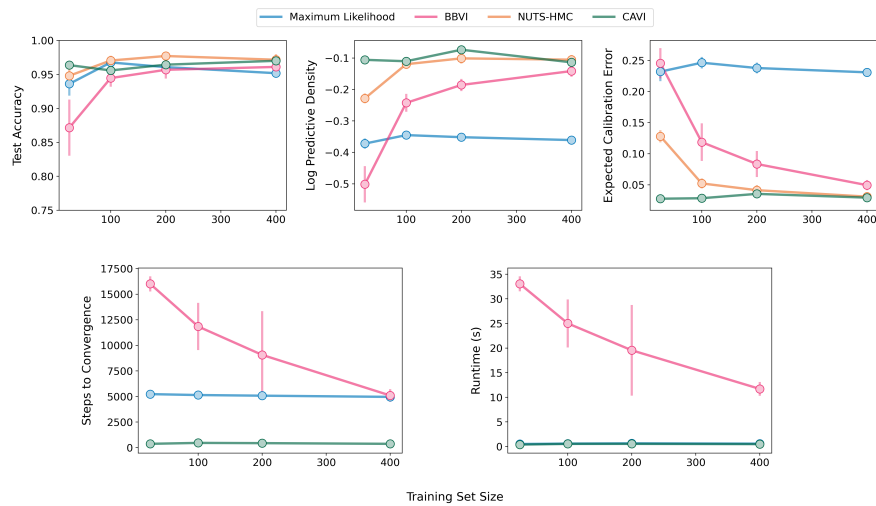 Maximum Likelihood BBVI NUTS-HMC CAVI
Test Accuracy
1.00
0.95
0.90
0.85
0.80
0.75
100 200 300 400
Log Predictive Density
−0.1
−0.2
−0.3
−0.4
−0.5
100 200 300 400
Expected Calibration Error
0.25
0.20
0.15
0.10
0.05
100 200 300 400
Steps to Convergence
17500
15000
12500
10000
7500
5000
2500
0
100 200 300 400
Runtime (s)
35
30
25
20
15
10
5
0
100 200 300 400
Training Set Size